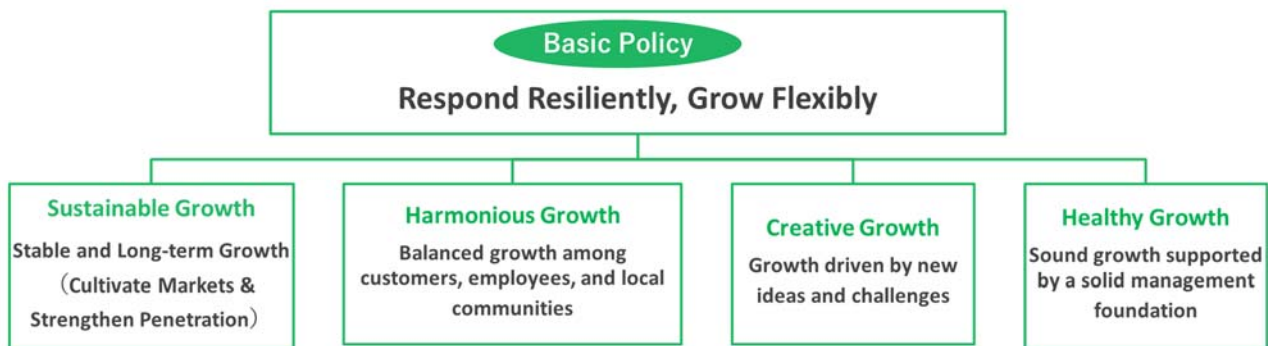 Basic Policy
Respond Resiliently, Grow Flexibly
Sustainable Growth
Stable and Long-term Growth
（Cultivate Markets &
Strengthen Penetration）
Harmonious Growth
Balanced growth among
customers, employees, and local
communities
Creative Growth
Growth driven by new
ideas and challenges
Healthy Growth
Sound growth supported
by a solid management
foundation